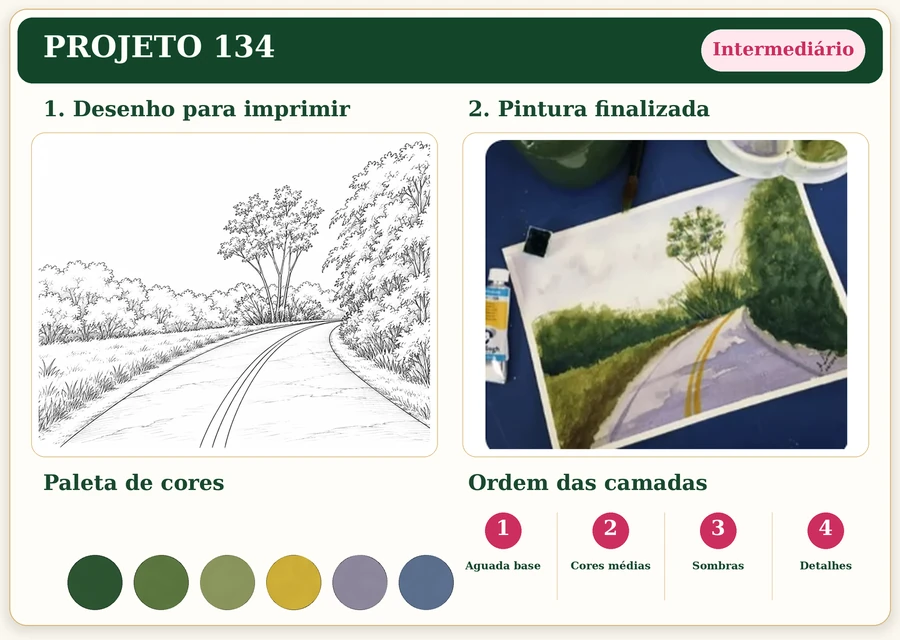 PROJETO 134
Intermediário
1. Desenho para imprimir
2. Pintura finalizada
Paleta de cores
Ordem das camadas
1
2
3
4
Aguada base
Cores médias
Sombras
Detalhes